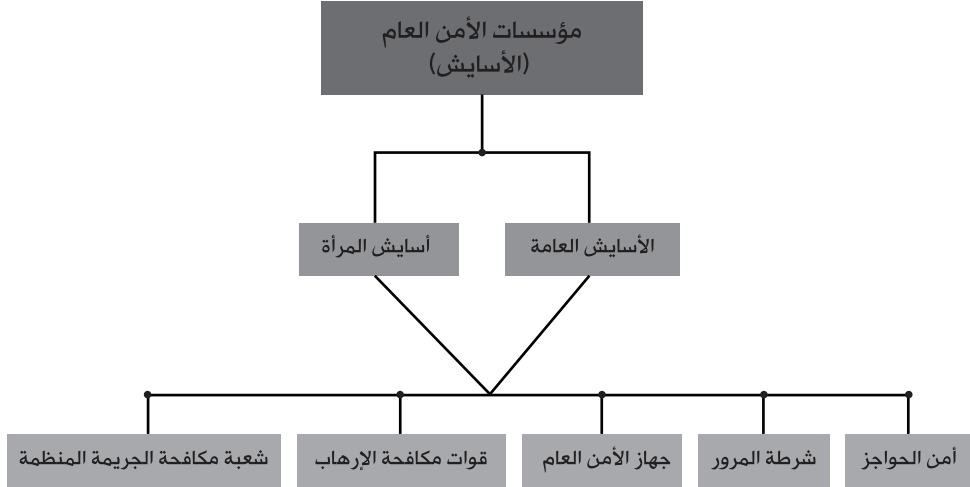 مؤسسات الأمن العام
(الأسايش)
الأسايش العامة
أسايش المرأة
أمن الحواجز
شرطة المرور
جهاز الأمن العام
قوات مكافحة الإرهاب
شعبة مكافحة الجريمة المنظمة